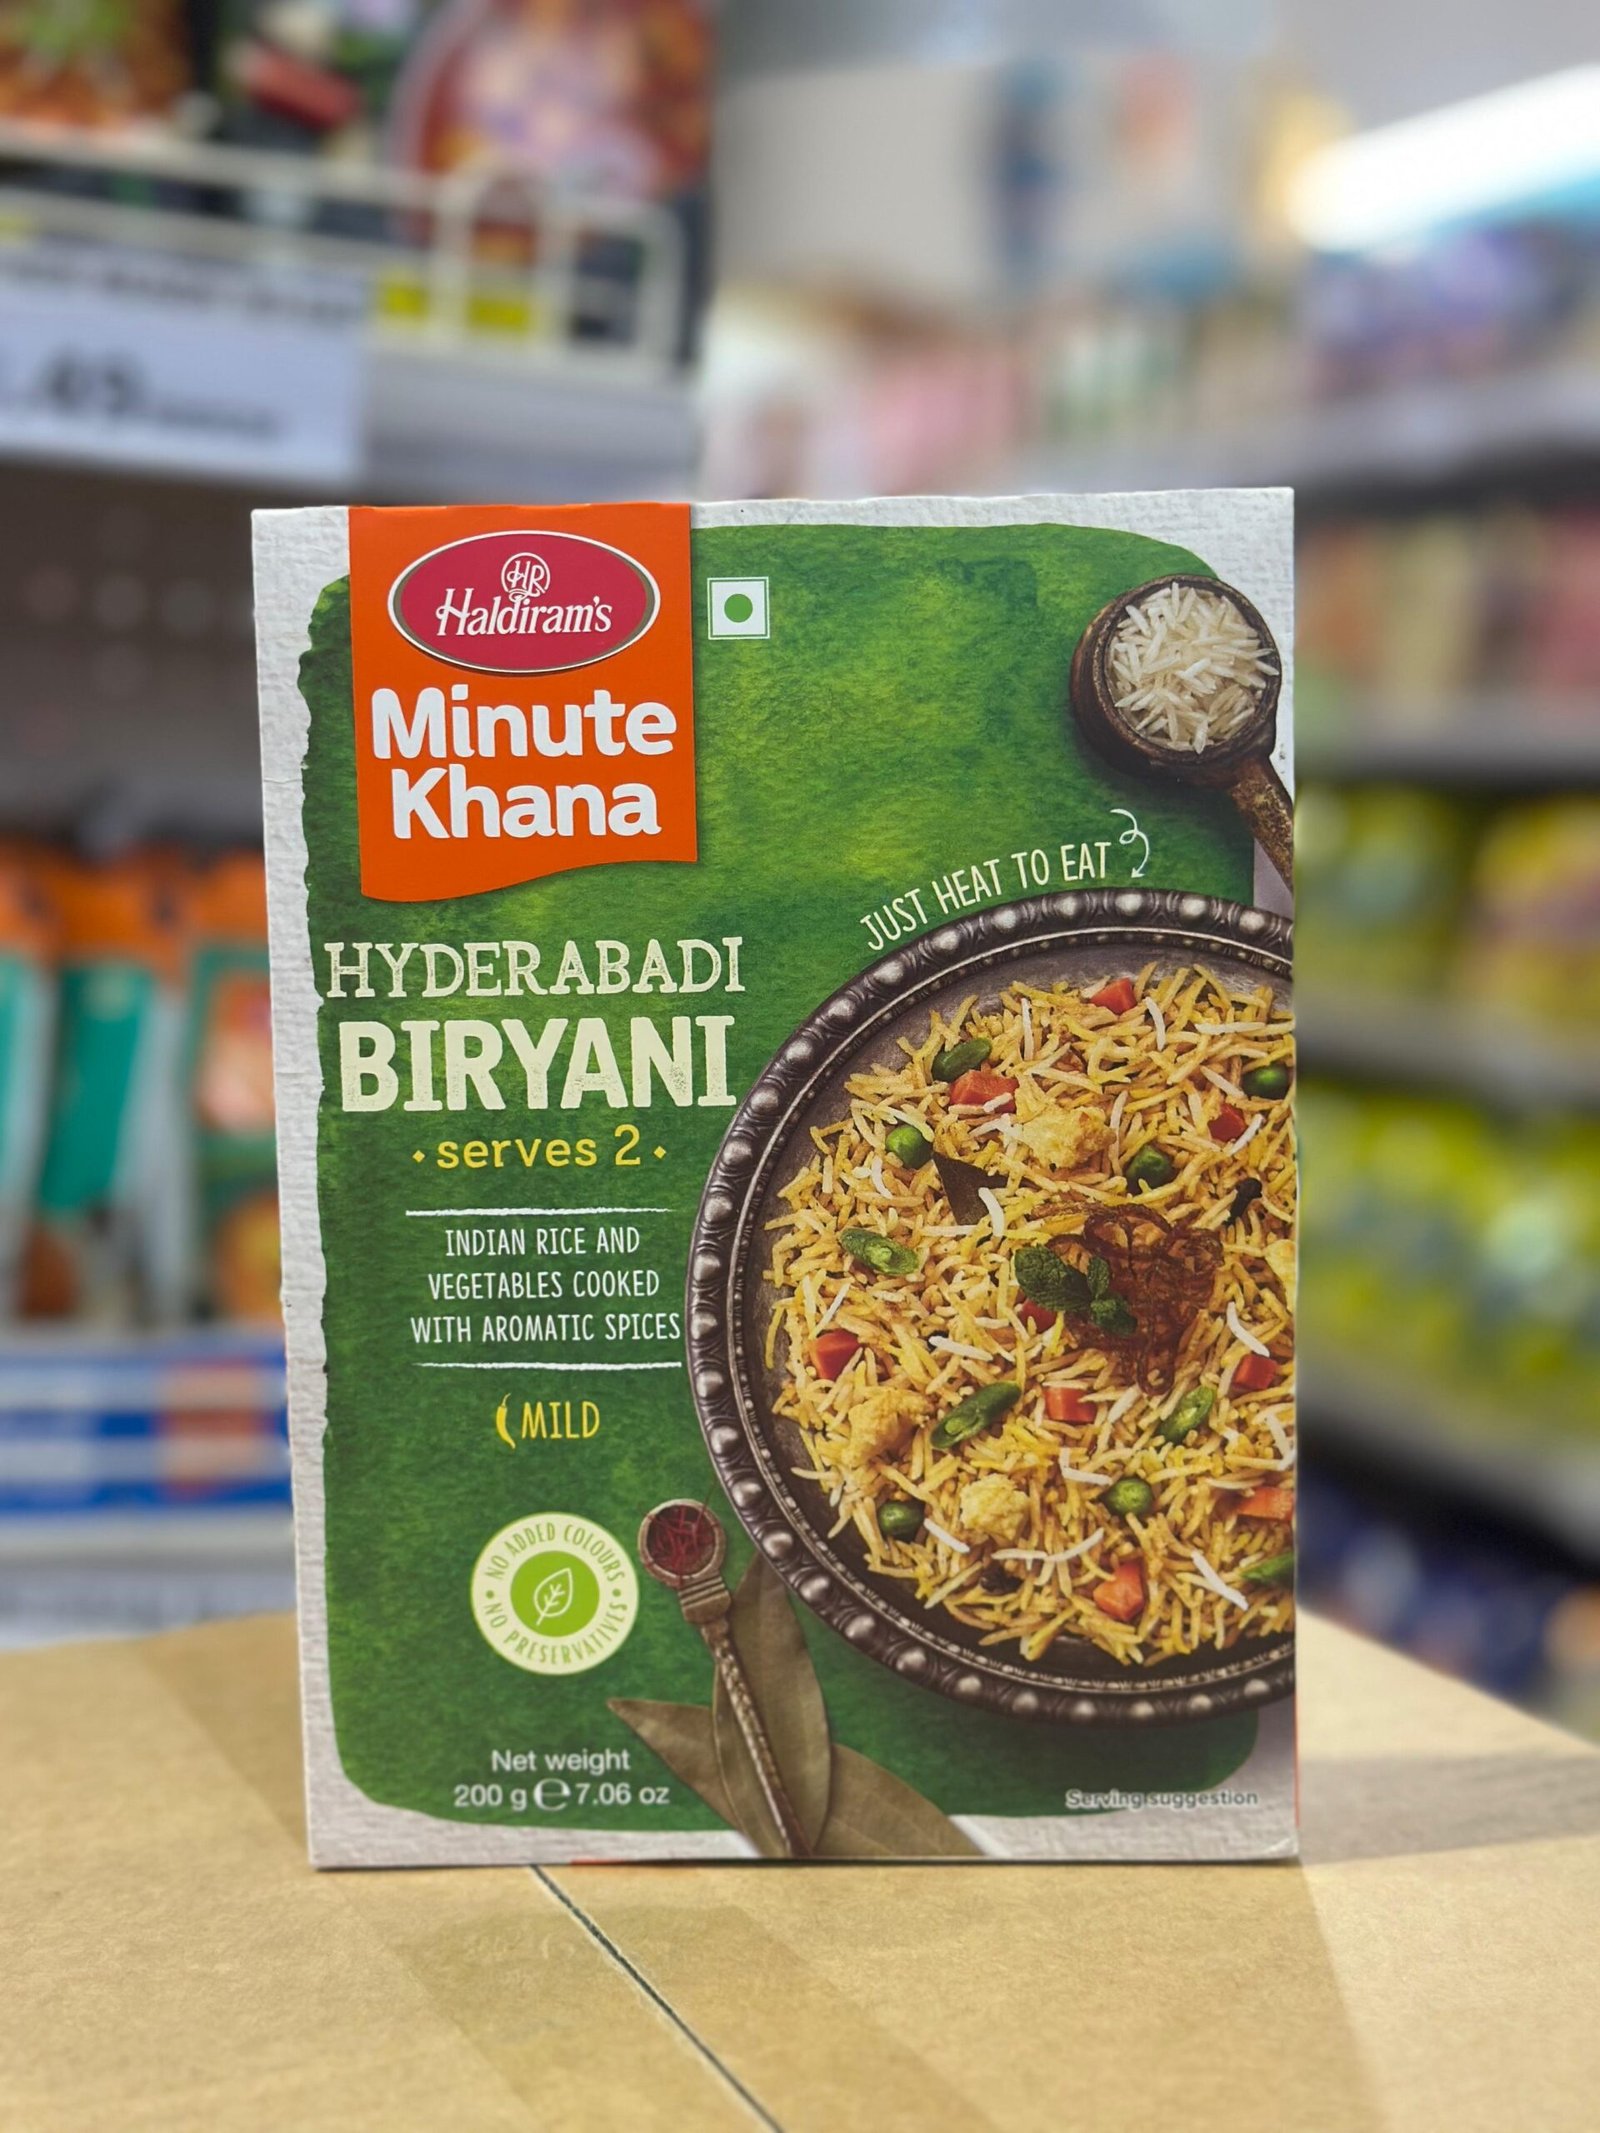 HR
Haldiram's
Minute
Khana
JUST HEAT TO EAT
HYDERABADI
BIRYANI
• serves 2 •
INDIAN RICE AND
VEGETABLES COOKED
WITH AROMATIC SPICES
MILD
• NO ADDED COLOURS •
NO PRESERVATIVES
Net weight
200 g ℮ 7.06 oz
Serving suggestion